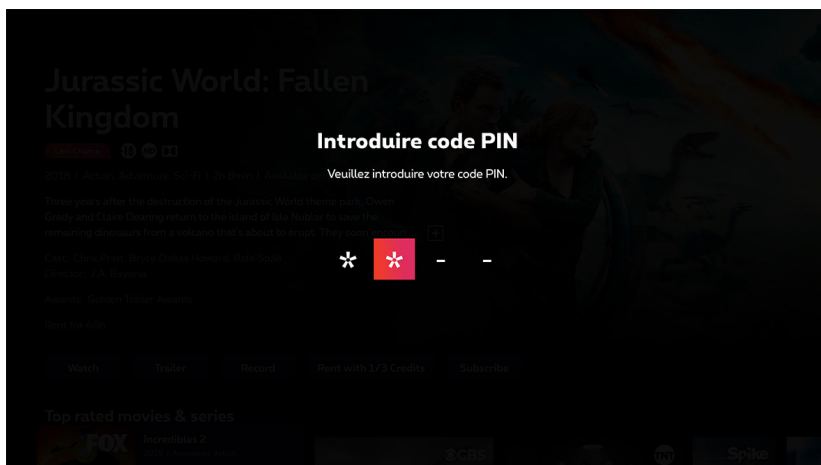 Jurassic World: Fallen
Kingdom
Introduire code PIN
Veuillez introduire votre code PIN.
* * - -
2018 / Action, Adventure, Sci-Fi / 2h 8min /
Three years after the destruction of the Jurassic World theme park, Owen
Grady and Claire Dearing return to the island of Isla Nublar to save the
remaining dinosaurs from a volcano that's about to erupt. They soon
Cast: Chris Pratt, Bryce Dallas Howard, Rafe Spall
Director: J.A. Bayona
Awards: Golden Trailer Awards
Watch Trailer Record Rent with 1/3 Credits Subscribe
Top rated movies & series
FOX Incredibles 2 CBS TNT Spike